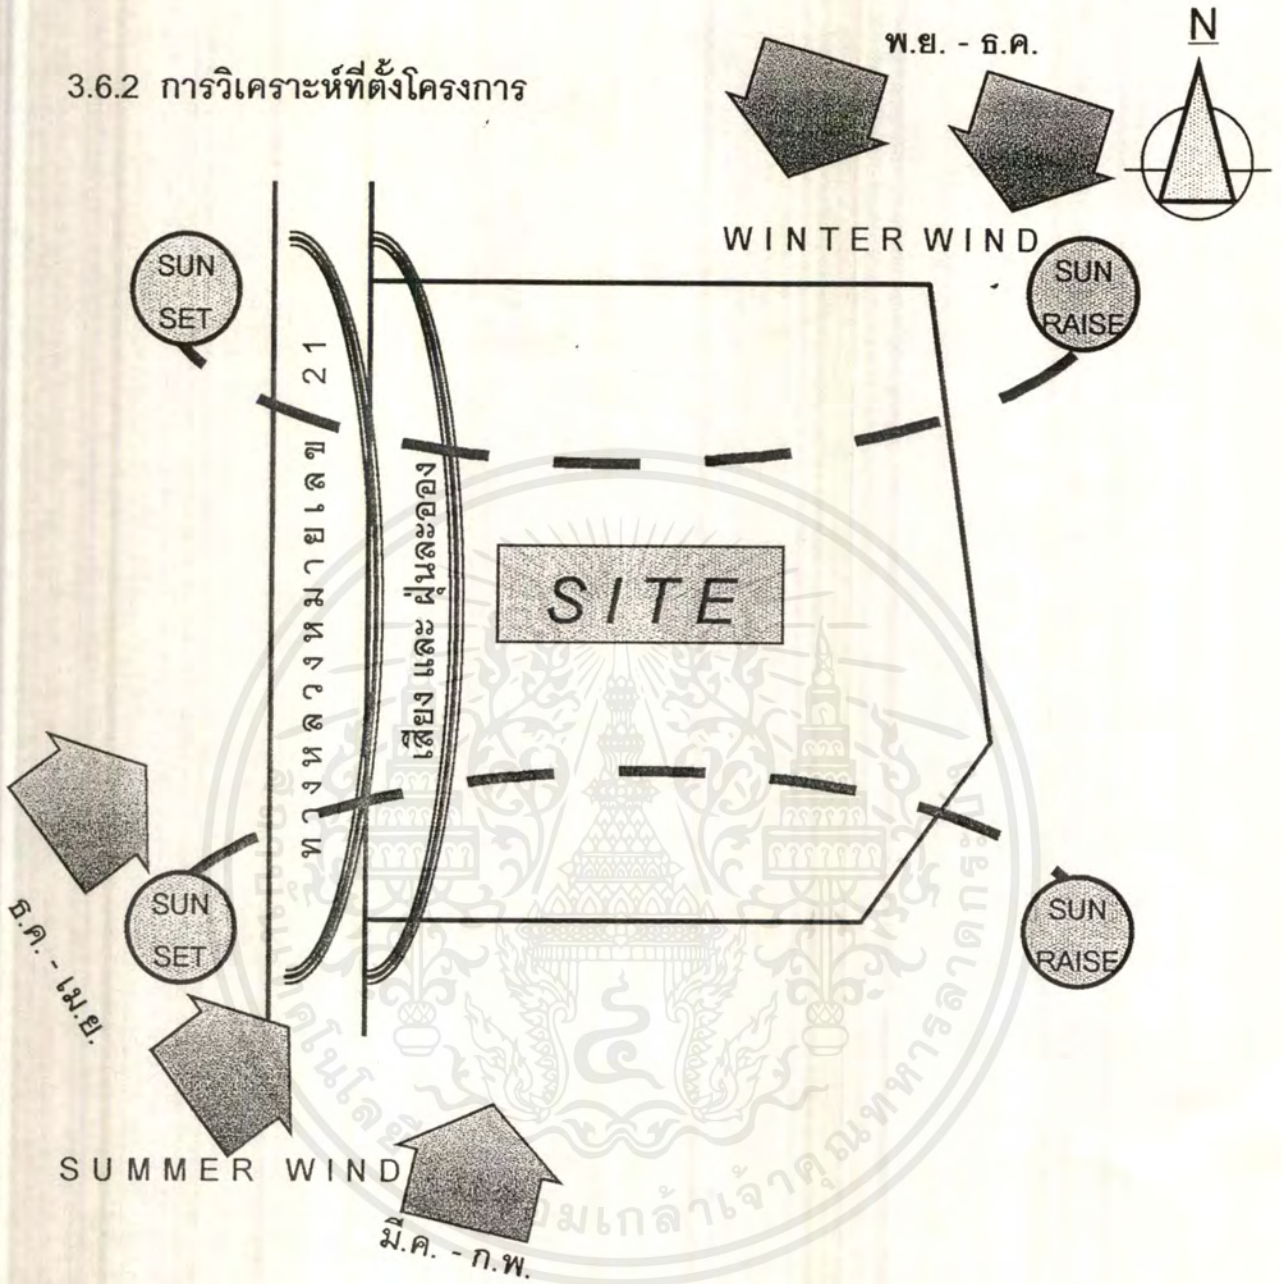 พ.ย. - ธ.ค.
N
3.6.2 การวิเคราะห์ที่ตั้งโครงการ
WINTER WIND
SUN
SET
SUN
RAISE
ทางหลวงหมายเลข 21
เสียง และ ฝุ่นละออง
SITE
SUN
SET
SUN
RAISE
ธ.ค. - เม.ย.
SUMMER WIND
มี.ค. - ก.พ.